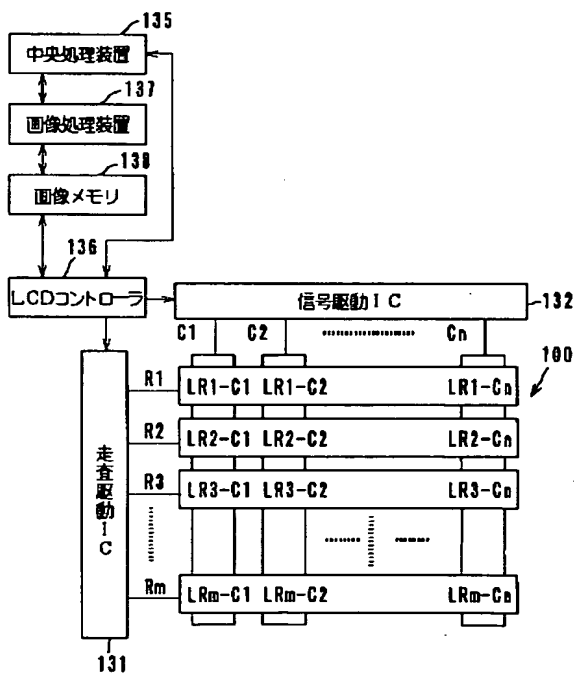 135
中央処理装置
137
画像処理装置
138
画像メモリ
136
LCDコントローラ
信号駆動IC
132
C1 C2 Cn
100
R1 LR1-C1 LR1-C2 LR1-Cn
R2 LR2-C1 LR2-C2 LR2-Cn
R3 LR3-C1 LR3-C2 LR3-Cn
Rm LRm-C1 LRm-C2 LRm-Cn
走査駆動IC
131